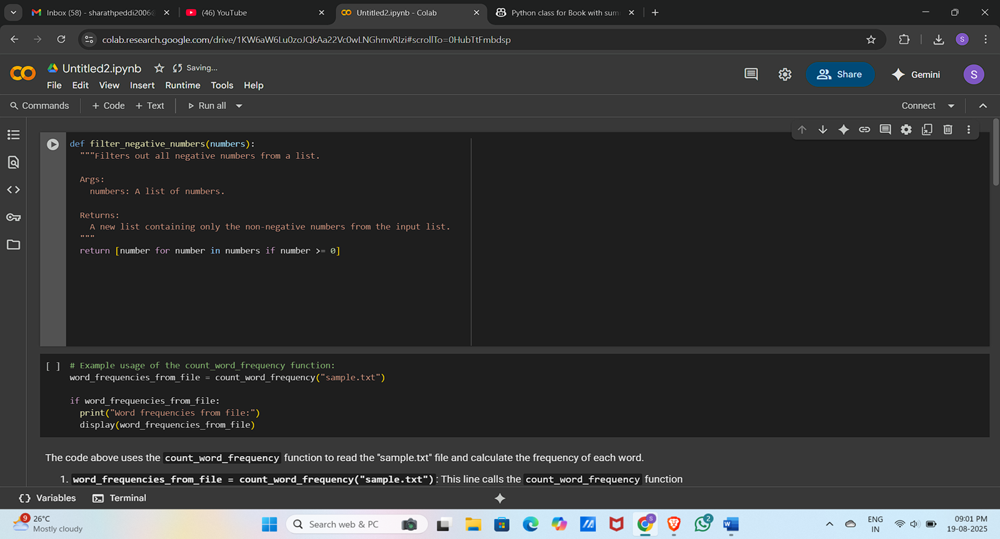 Inbox (58) - sharathpeddi2006@
(46) YouTube
Untitled2.ipynb - Colab
Python class for Book with sum
colab.research.google.com/drive/1KW6aW6Lu0zoJQkAa22Vc0wLNGhmvRIzi#scrollTo=0HubTtFmbdsp
S
Untitled2.ipynb
Saving...
File Edit View Insert Runtime Tools Help
Share
Gemini
S
Commands + Code + Text Run all
Connect
def filter_negative_numbers(numbers):
"""Filters out all negative numbers from a list.
Args:
numbers: A list of numbers.
Returns:
A new list containing only the non-negative numbers from the input list.
"""
return [number for number in numbers if number >= 0]
[ ] # Example usage of the count_word_frequency function:
word_frequencies_from_file = count_word_frequency("sample.txt")
if word_frequencies_from_file:
print("Word frequencies from file:")
display(word_frequencies_from_file)
The code above uses the count_word_frequency function to read the "sample.txt" file and calculate the frequency of each word.
1. word_frequencies_from_file = count_word_frequency("sample.txt"): This line calls the count_word_frequency function
{} Variables Terminal
9
26°C
Mostly cloudy
Search web & PC
S
2
W
ENG
IN
09:01 PM
19-08-2025